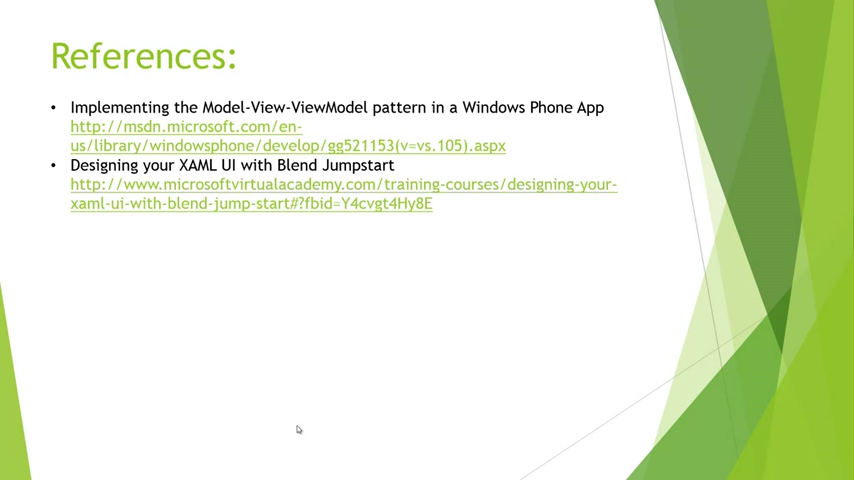 References:
• Implementing the Model-View-ViewModel pattern in a Windows Phone App
http://msdn.microsoft.com/en-
us/library/windowsphone/develop/gg521153(v=vs.105).aspx
• Designing your XAML UI with Blend Jumpstart
http://www.microsoftvirtualacademy.com/training-courses/designing-your-
xaml-ui-with-blend-jump-start#?fbid=Y4cvgt4Hy8E